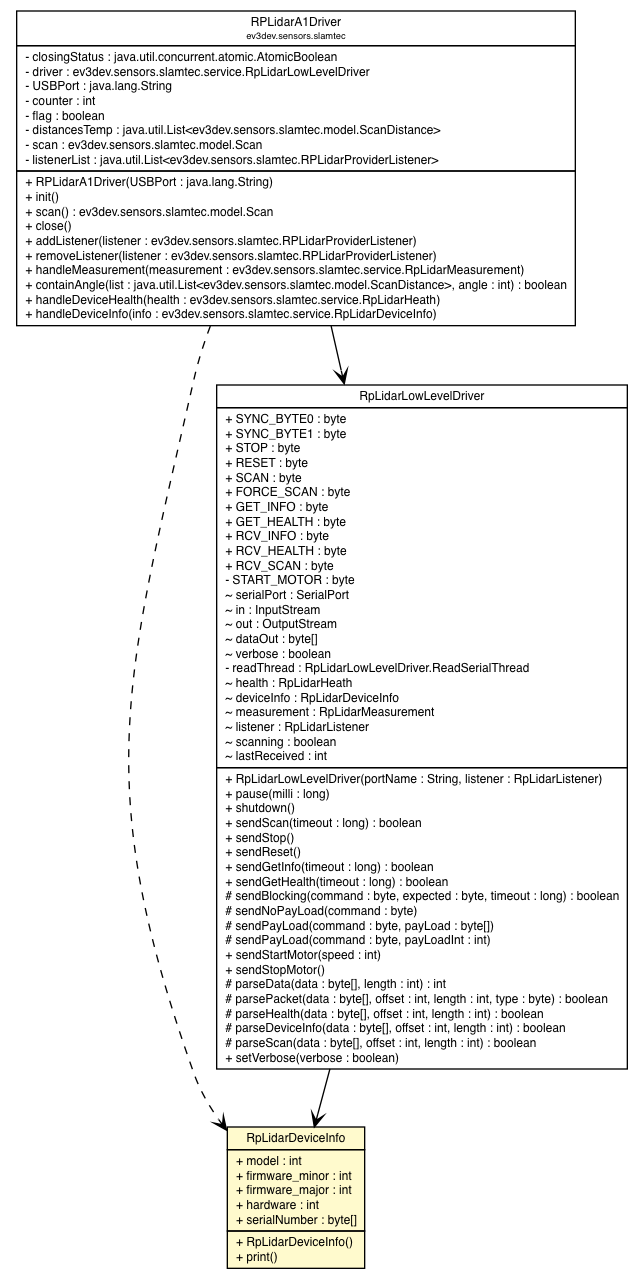 RPLidarA1Driver
ev3dev.sensors.slamtec
- closingStatus : java.util.concurrent.atomic.AtomicBoolean
- driver : ev3dev.sensors.slamtec.service.RpLidarLowLevelDriver
- USBPort : java.lang.String
- counter : int
- flag : boolean
- distancesTemp : java.util.List<ev3dev.sensors.slamtec.model.ScanDistance>
- scan : ev3dev.sensors.slamtec.model.Scan
- listenerList : java.util.List<ev3dev.sensors.slamtec.RPLidarProviderListener>
+ RPLidarA1Driver(USBPort : java.lang.String)
+ init()
+ scan() : ev3dev.sensors.slamtec.model.Scan
+ close()
+ addListener(listener : ev3dev.sensors.slamtec.RPLidarProviderListener)
+ removeListener(listener : ev3dev.sensors.slamtec.RPLidarProviderListener)
+ handleMeasurement(measurement : ev3dev.sensors.slamtec.service.RpLidarMeasurement)
+ containAngle(list : java.util.List<ev3dev.sensors.slamtec.model.ScanDistance>, angle : int) : boolean
+ handleDeviceHealth(health : ev3dev.sensors.slamtec.service.RpLidarHeath)
+ handleDeviceInfo(info : ev3dev.sensors.slamtec.service.RpLidarDeviceInfo)
RpLidarLowLevelDriver
+ SYNC_BYTE0 : byte
+ SYNC_BYTE1 : byte
+ STOP : byte
+ RESET : byte
+ SCAN : byte
+ FORCE_SCAN : byte
+ GET_INFO : byte
+ GET_HEALTH : byte
+ RCV_INFO : byte
+ RCV_HEALTH : byte
+ RCV_SCAN : byte
- START_MOTOR : byte
~ serialPort : SerialPort
~ in : InputStream
~ out : OutputStream
~ dataOut : byte[]
~ verbose : boolean
- readThread : RpLidarLowLevelDriver.ReadSerialThread
~ health : RpLidarHeath
~ deviceInfo : RpLidarDeviceInfo
~ measurement : RpLidarMeasurement
~ listener : RpLidarListener
~ scanning : boolean
~ lastReceived : int
+ RpLidarLowLevelDriver(portName : String, listener : RpLidarListener)
+ pause(milli : long)
+ shutdown()
+ sendScan(timeout : long) : boolean
+ sendStop()
+ sendReset()
+ sendGetInfo(timeout : long) : boolean
+ sendGetHealth(timeout : long) : boolean
# sendBlocking(command : byte, expected : byte, timeout : long) : boolean
# sendNoPayLoad(command : byte)
# sendPayLoad(command : byte, payLoad : byte[])
# sendPayLoad(command : byte, payLoadInt : int)
+ sendStartMotor(speed : int)
+ sendStopMotor()
# parseData(data : byte[], length : int) : int
# parsePacket(data : byte[], offset : int, length : int, type : byte) : boolean
# parseHealth(data : byte[], offset : int, length : int) : boolean
# parseDeviceInfo(data : byte[], offset : int, length : int) : boolean
# parseScan(data : byte[], offset : int, length : int) : boolean
+ setVerbose(verbose : boolean)
RpLidarDeviceInfo
+ model : int
+ firmware_minor : int
+ firmware_major : int
+ hardware : int
+ serialNumber : byte[]
+ RpLidarDeviceInfo()
+ print()